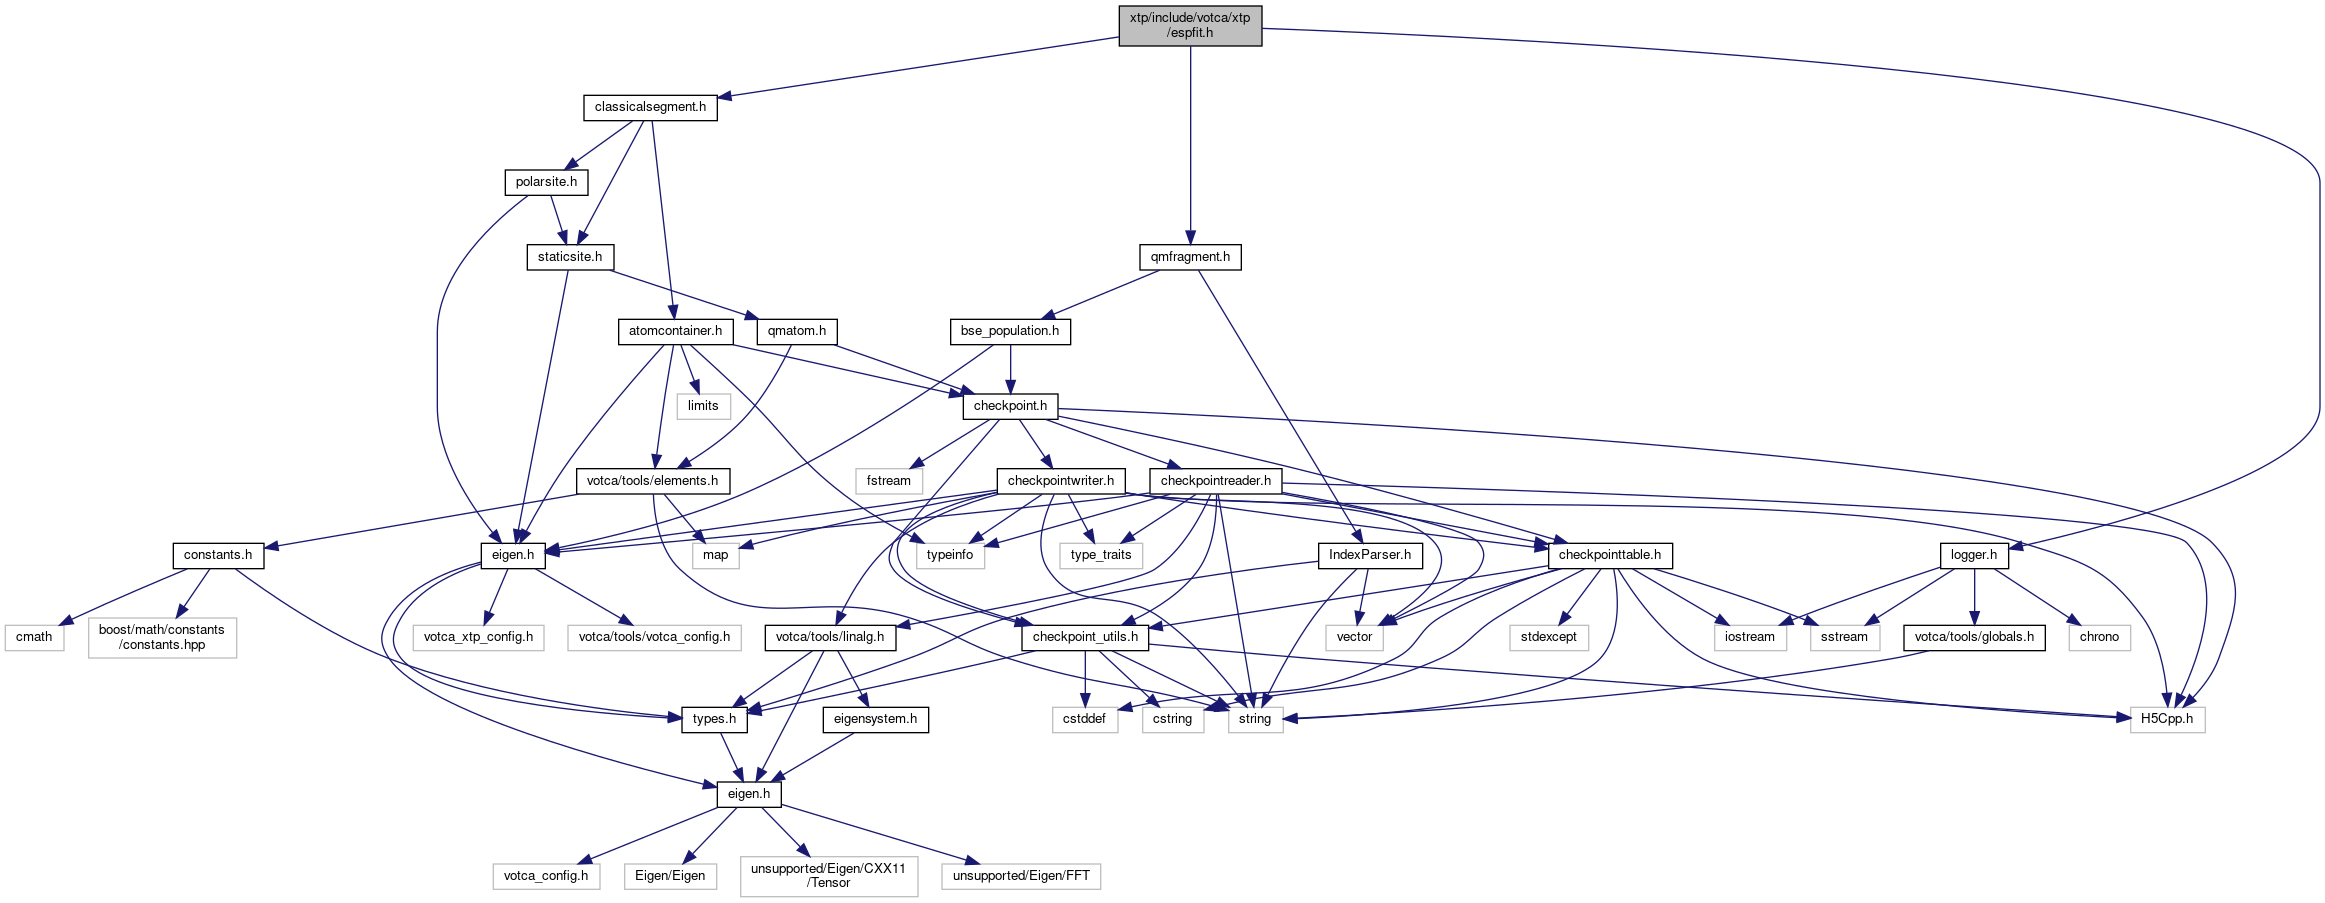 xtp/include/votca/xtp
/espfit.h
classicalsegment.h
polarsite.h
staticsite.h
qmfragment.h
atomcontainer.h
qmatom.h
bse_population.h
limits
checkpoint.h
votca/tools/elements.h
fstream
checkpointwriter.h
checkpointreader.h
constants.h
eigen.h
map
typeinfo
type_traits
IndexParser.h
checkpointtable.h
logger.h
cmath
boost/math/constants
/constants.hpp
votca_xtp_config.h
votca/tools/votca_config.h
votca/tools/linalg.h
checkpoint_utils.h
vector
stdexcept
iostream
sstream
votca/tools/globals.h
chrono
types.h
eigensystem.h
cstddef
cstring
string
H5Cpp.h
eigen.h
votca_config.h
Eigen/Eigen
unsupported/Eigen/CXX11
/Tensor
unsupported/Eigen/FFT